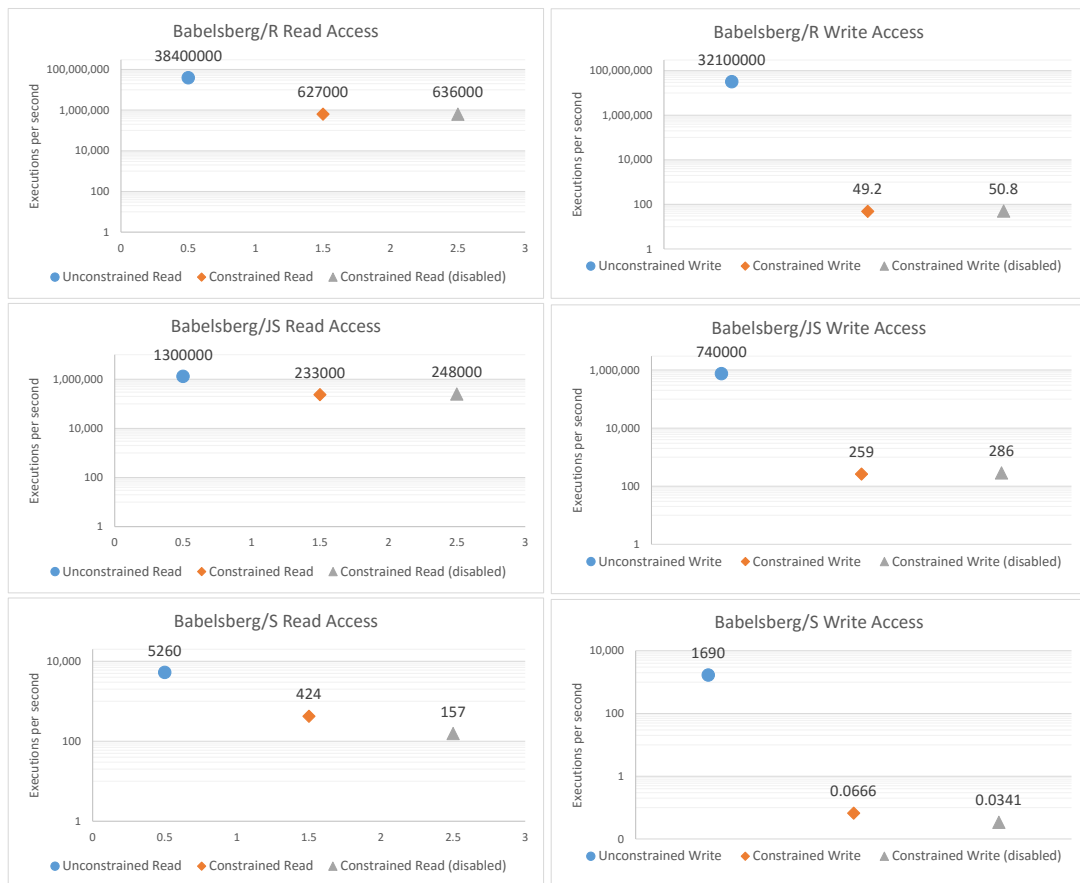 Babelsberg/R Read Access
38400000
627000
636000
100,000,000
1,000,000
10,000
100
1
Executions per second
0 0.5 1 1.5 2 2.5 3
Unconstrained Read Constrained Read Constrained Read (disabled)
Babelsberg/R Write Access
32100000
49.2
50.8
100,000,000
1,000,000
10,000
100
1
Executions per second
Unconstrained Write Constrained Write Constrained Write (disabled)
Babelsberg/JS Read Access
1300000
233000
248000
1,000,000
10,000
100
1
Executions per second
0 0.5 1 1.5 2 2.5 3
Unconstrained Read Constrained Read Constrained Read (disabled)
Babelsberg/JS Write Access
740000
259
286
1,000,000
10,000
100
1
Executions per second
Unconstrained Write Constrained Write Constrained Write (disabled)
Babelsberg/S Read Access
5260
424
157
10,000
100
1
Executions per second
0 0.5 1 1.5 2 2.5 3
Unconstrained Read Constrained Read Constrained Read (disabled)
Babelsberg/S Write Access
1690
0.0666
0.0341
10,000
100
1
0
Executions per second
Unconstrained Write Constrained Write Constrained Write (disabled)